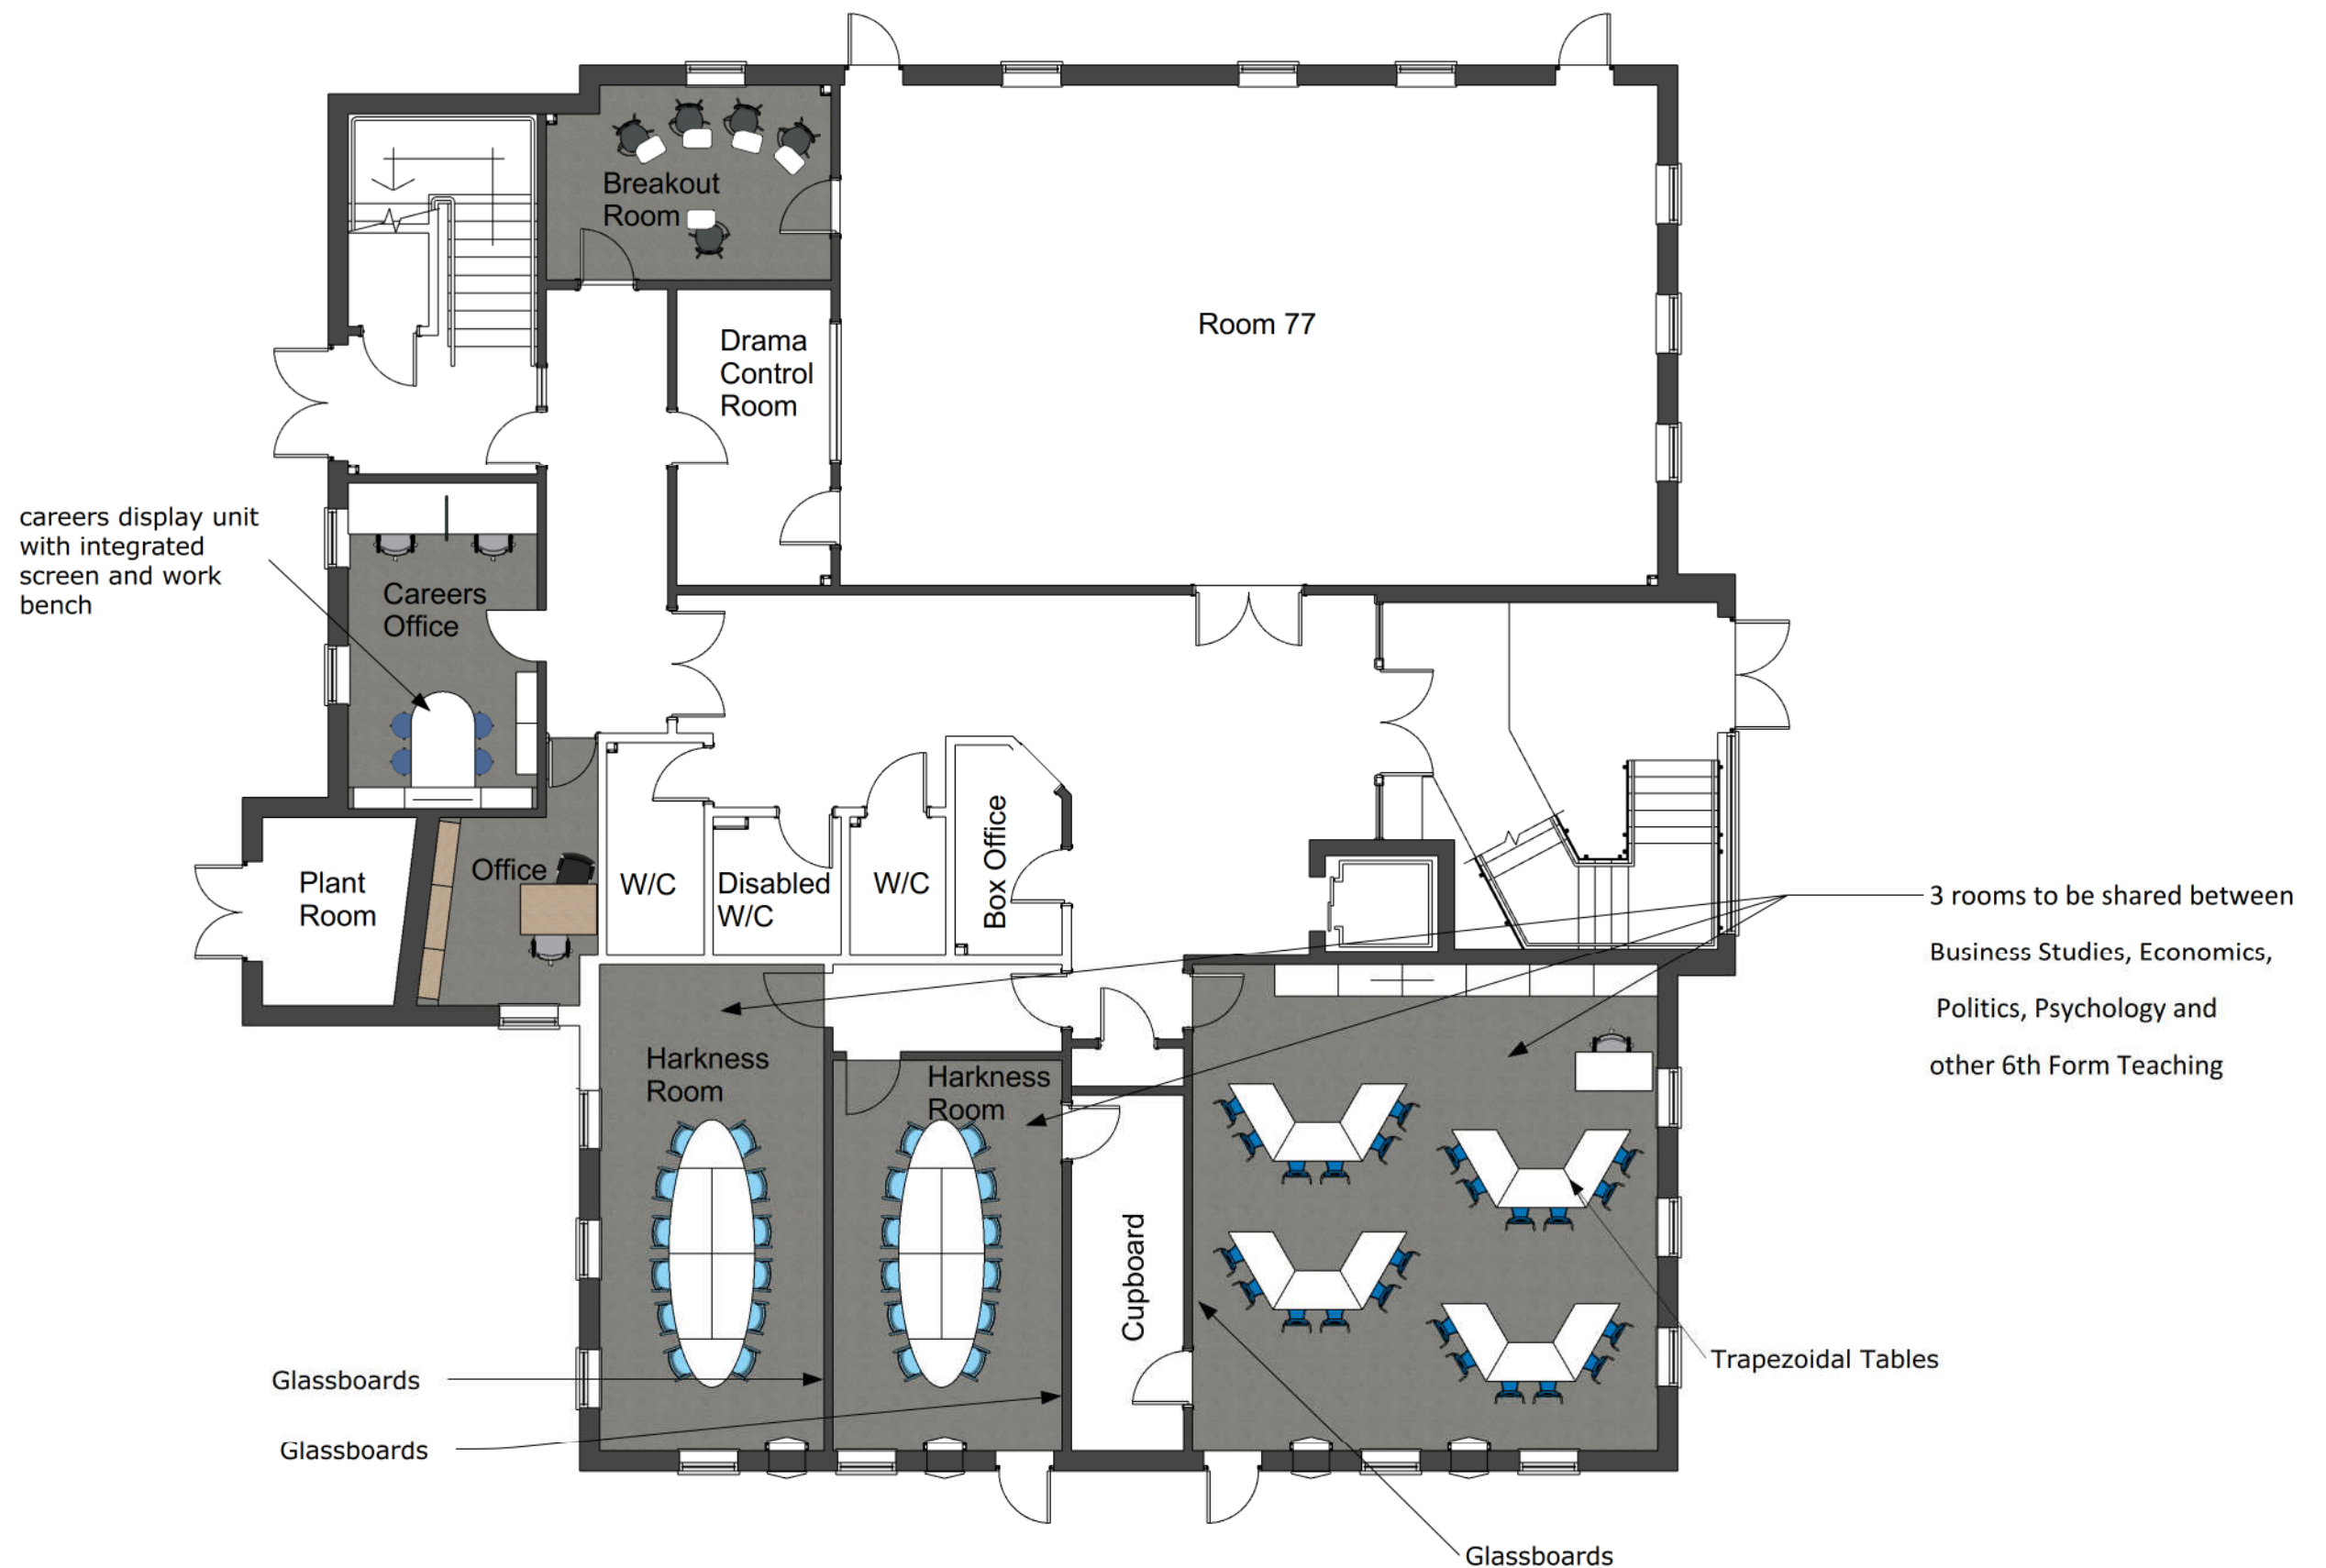 Breakout
Room
Drama
Control
Room
Room 77
careers display unit
with integrated
screen and work
bench
Careers
Office
Plant
Room
Office
W/C
Disabled
W/C
W/C
Box Office
3 rooms to be shared between
Business Studies, Economics,
Politics, Psychology and
other 6th Form Teaching
Harkness
Room
Harkness
Room
Cupboard
Trapezoidal Tables
Glassboards
Glassboards
Glassboards